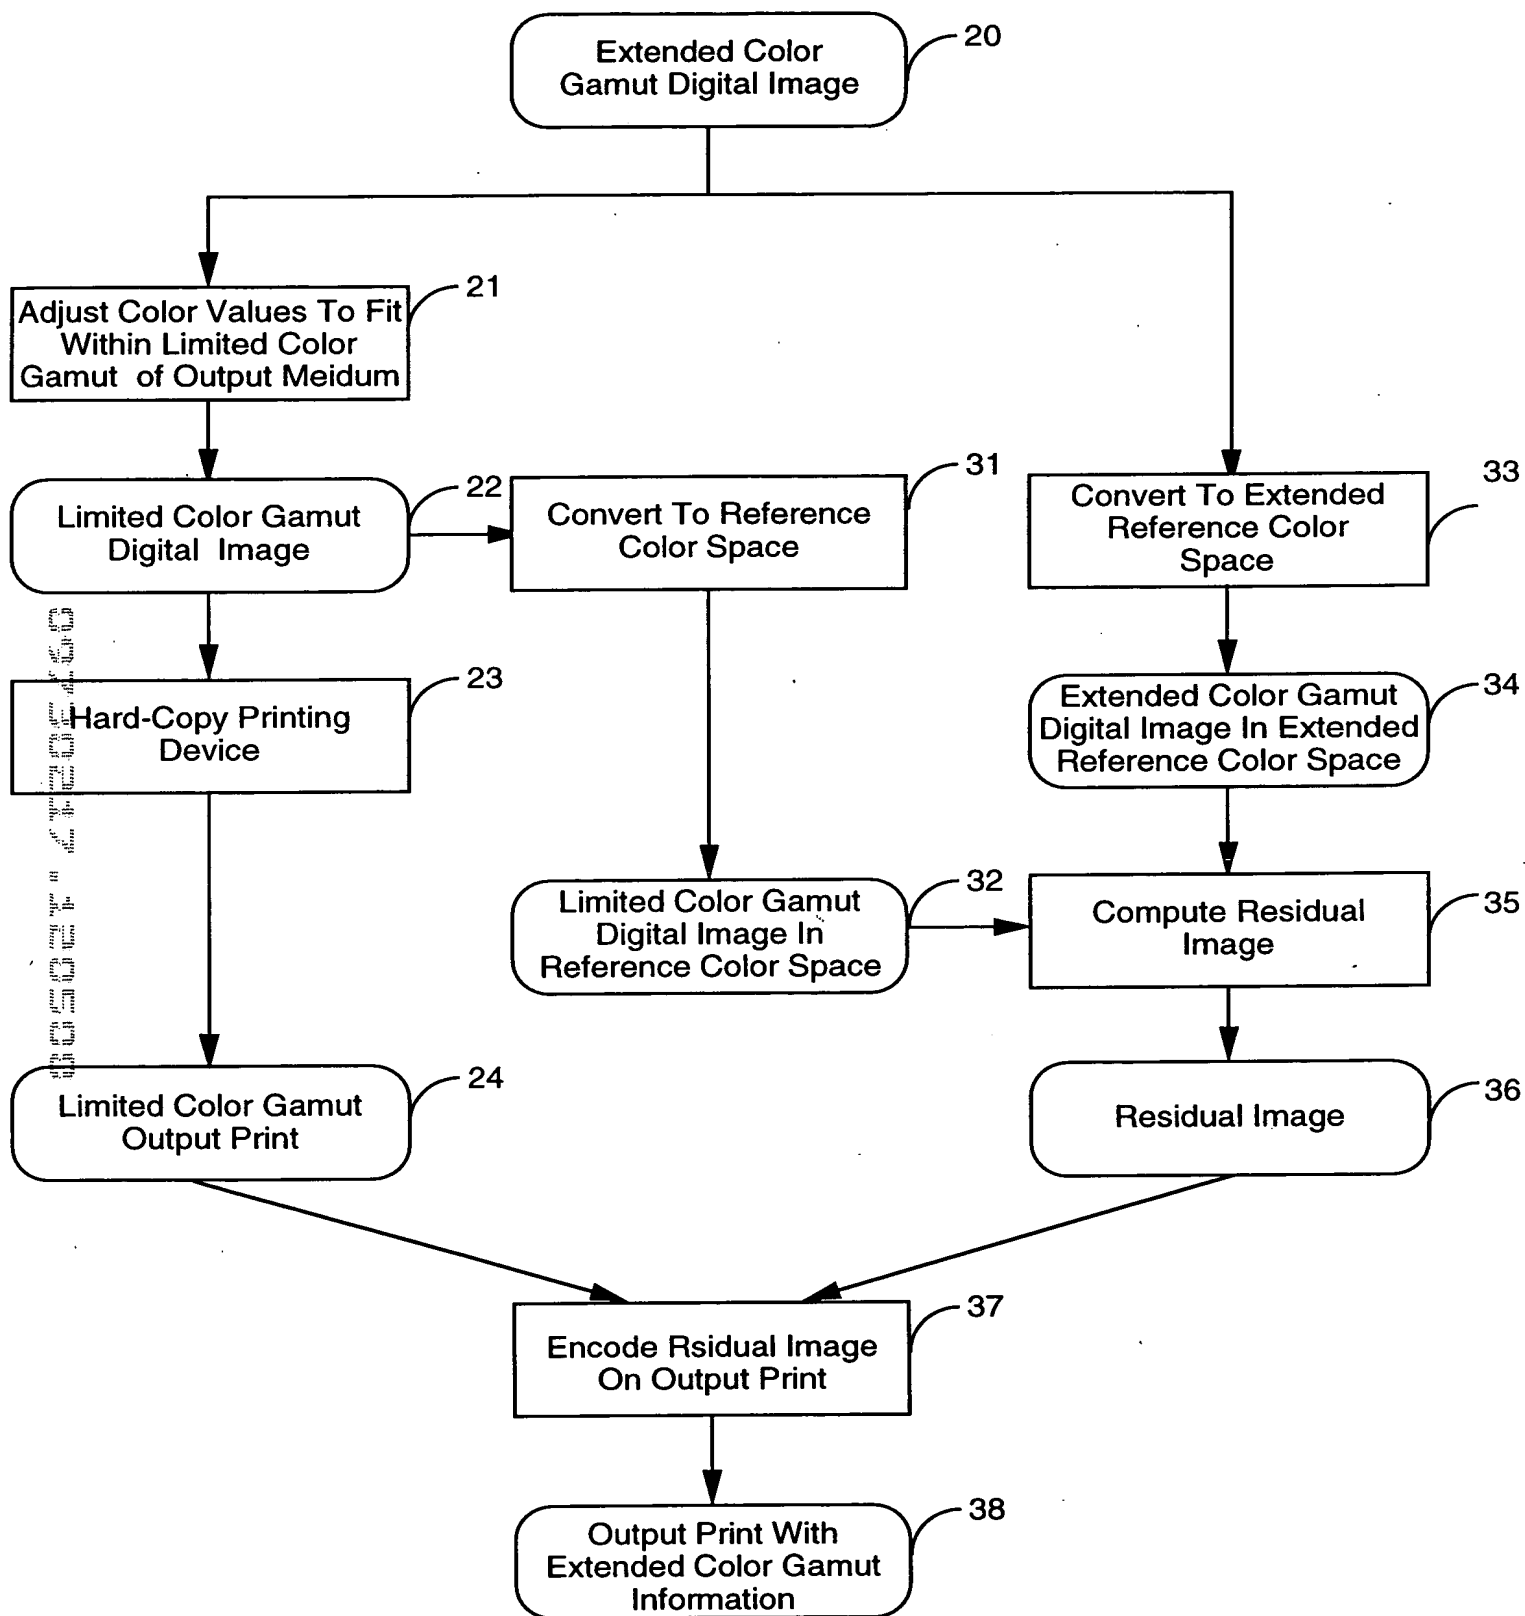 Extended Color
Gamut Digital Image
20
21
Adjust Color Values To Fit
Within Limited Color
Gamut of Output Meidum
22
Limited Color Gamut
Digital Image
31
Convert To Reference
Color Space
33
Convert To Extended
Reference Color
Space
23
Hard-Copy Printing
Device
34
Extended Color Gamut
Digital Image In Extended
Reference Color Space
32
Limited Color Gamut
Digital Image In
Reference Color Space
35
Compute Residual
Image
24
Limited Color Gamut
Output Print
36
Residual Image
37
Encode Rsidual Image
On Output Print
38
Output Print With
Extended Color Gamut
Information